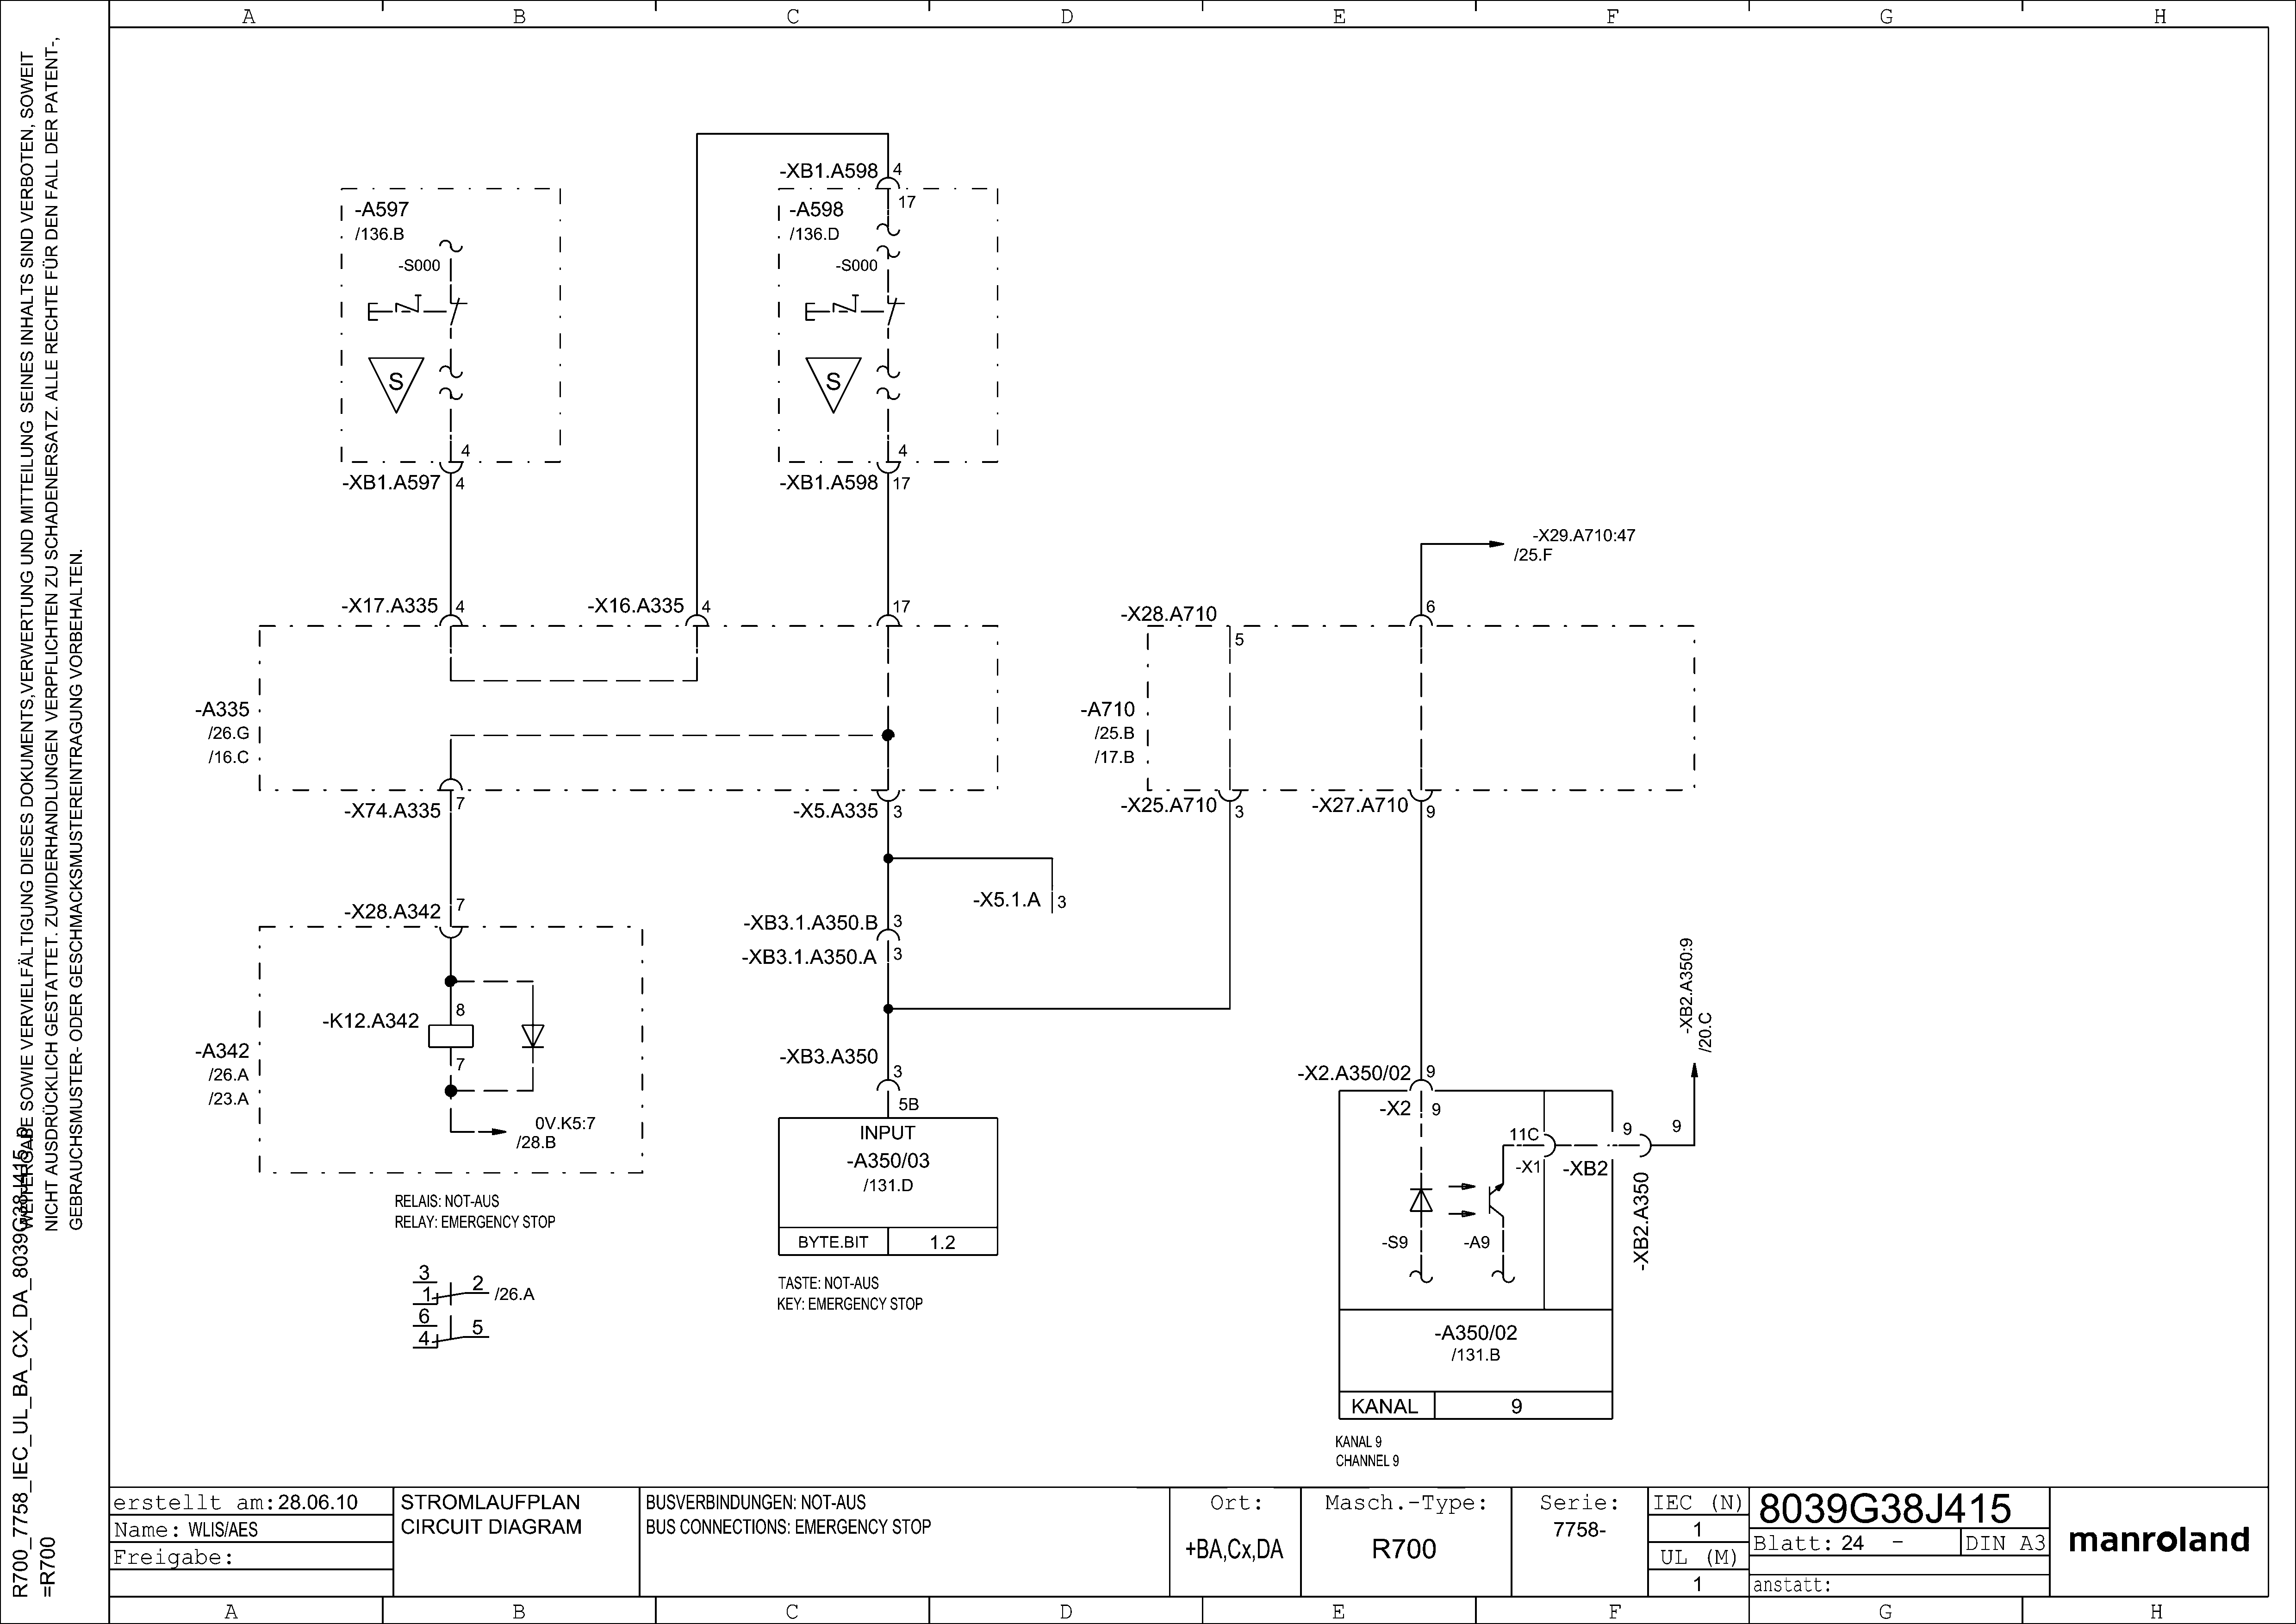 A B C D E F G H
WEITERGABE SOWIE VERVIELFÄLTIGUNG DIESES DOKUMENTS,VERWERTUNG UND MITTEILUNG SEINES INHALTS SIND VERBOTEN, SOWEIT
NICHT AUSDRÜCKLICH GESTATTET. ZUWIDERHANDLUNGEN VERPFLICHTEN ZU SCHADENERSATZ. ALLE RECHTE FÜR DEN FALL DER PATENT-,
GEBRAUCHSMUSTER- ODER GESCHMACKSMUSTEREINTRAGUNG VORBEHALTEN.
R700_7758_IEC_UL_BA_CX_DA_8039G38J415_D
=R700
-XB1.A598 4
17
-A597
/136.B
-S000
S
4
-XB1.A597 4
-A598
/136.D
-S000
S
4
-XB1.A598 17
-X29.A710:47
/25.F
-X17.A335 4
-X16.A335 4
17
-X28.A710
6
5
-A335
/26.G
/16.C
-A710
/25.B
/17.B
-X74.A335 7
-X5.A335 3
-X25.A710 3
-X27.A710 9
-X5.1.A 3
-X28.A342 7
-XB3.1.A350.B 3
-XB3.1.A350.A 3
-K12.A342
8
7
-A342
/26.A
/23.A
0V.K5:7
/28.B
-XB3.A350
3
5B
INPUT
-A350/03
/131.D
BYTE.BIT 1.2
TASTE: NOT-AUS
KEY: EMERGENCY STOP
RELAIS: NOT-AUS
RELAY: EMERGENCY STOP
3
1 2 /26.A
6
4 5
-XB2.A350:9
/20.C
-X2.A350/02 9
-X2 9
11C
-X1
-XB2
9
9
-XB2.A350
-S9
-A9
-A350/02
/131.B
KANAL 9
KANAL 9
CHANNEL 9
erstellt am: 28.06.10
Name: WLIS/AES
Freigabe:
STROMLAUFPLAN
CIRCUIT DIAGRAM
BUSVERBINDUNGEN: NOT-AUS
BUS CONNECTIONS: EMERGENCY STOP
Ort:
+BA,Cx,DA
Masch.-Type:
R700
Serie:
7758-
IEC (N)
1
UL (M)
1
8039G38J415
Blatt: 24 -
DIN A3
anstatt:
manroland
A B C D E F G H